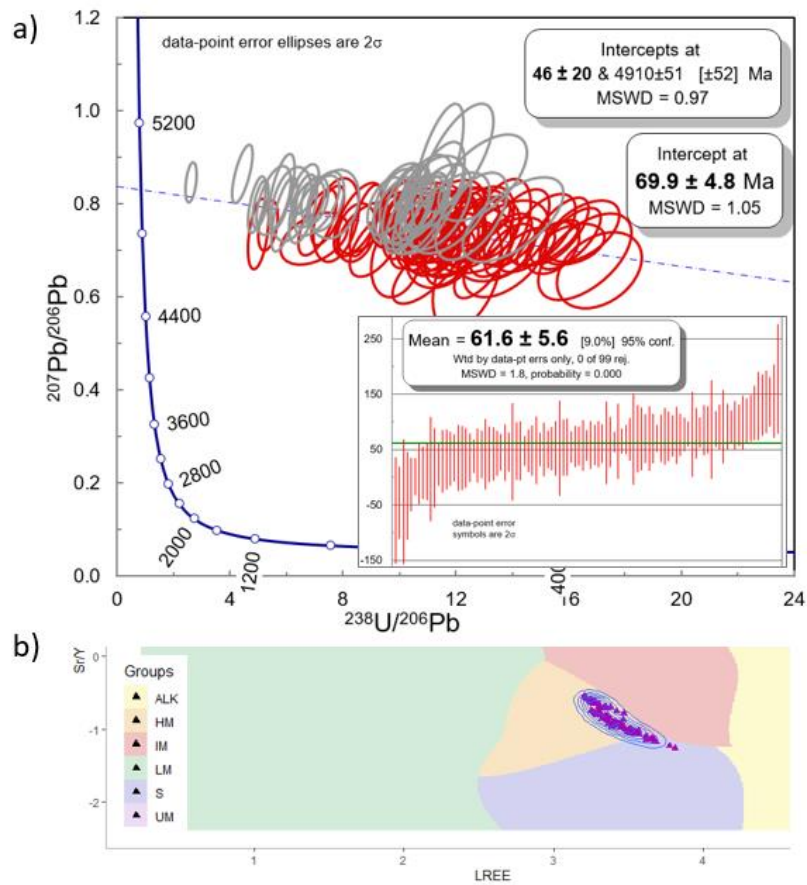 a)
1.2
1.0
0.8
0.6
0.4
0.2
0.0
207Pb/206Pb
data-point error ellipses are 2σ
Intercepts at
46 ± 20 & 4910±51 [±52] Ma
MSWD = 0.97
Intercept at
69.9 ± 4.8 Ma
MSWD = 1.05
5200
4400
3600
2800
2000
1200
400
250
150
50
-50
-150
Mean = 61.6 ± 5.6 [9.0%] 95% conf.
Wtd by data-pt errs only, 0 of 99 rej.
MSWD = 1.8, probability = 0.000
data-point error
symbols are 2σ
0 4 8 12 16 20 24
238U/206Pb
b)
Sr/Y
0
-1
-2
Groups
ALK
HM
IM
LM
S
UM
1 2 3 4
LREE